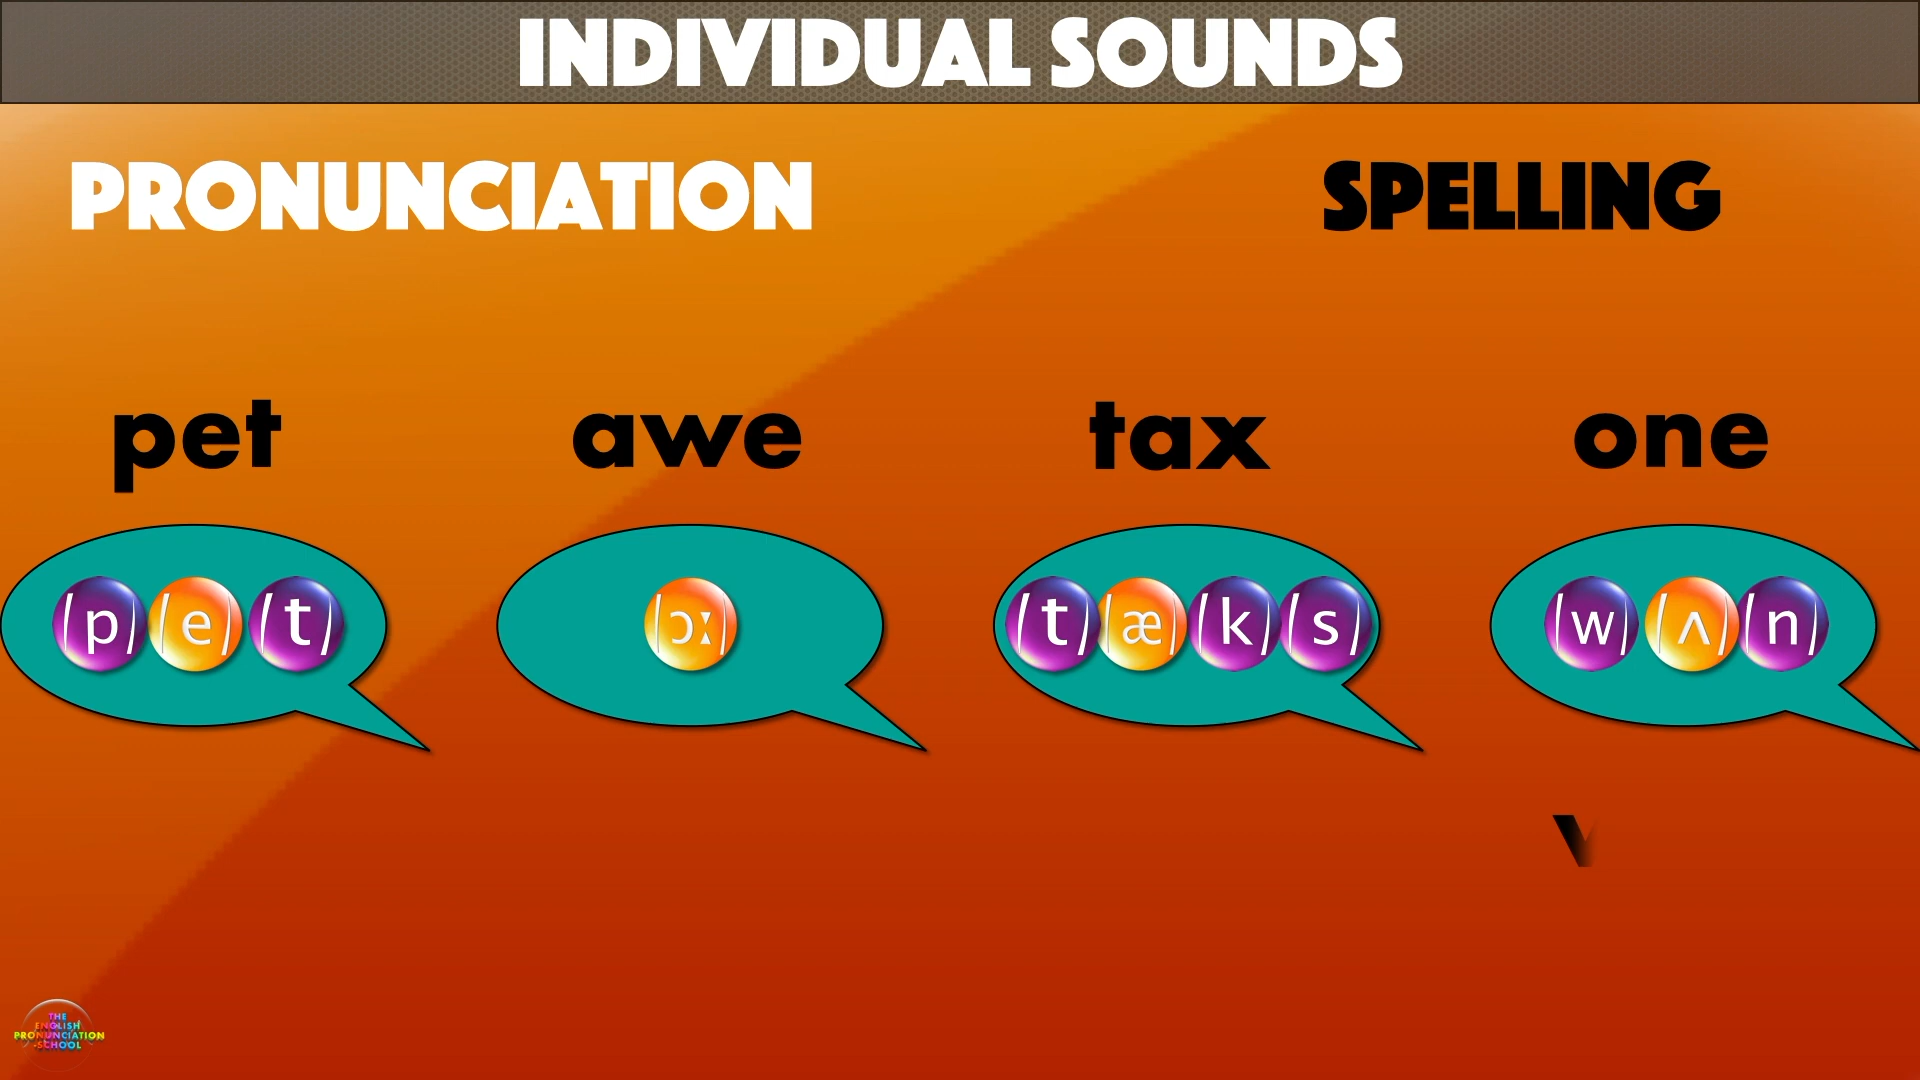 INDIVIDUAL SOUNDS
PRONUNCIATION SPELLING
pet awe tax one
/p/ /e/ /t/ /ɔː/ /t/ /æ/ /k/ /s/ /w/ /ʌ/ /n/
THE
ENGLISH
PRONUNCIATION
SCHOOL